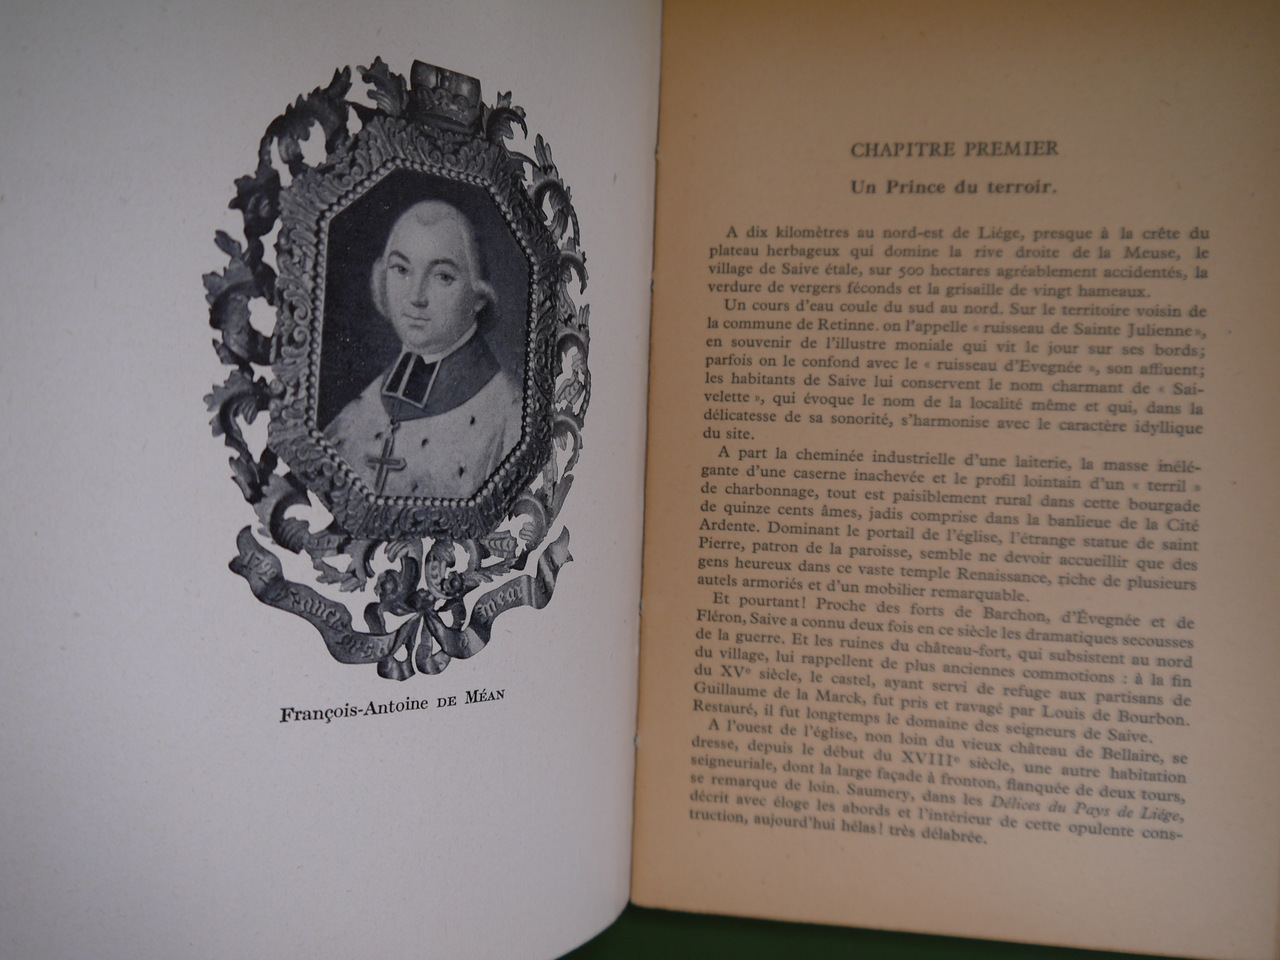 François-Antoine DE MÉAN
CHAPITRE PREMIER
Un Prince du terroir.
A dix kilomètres au nord-est de Liége, presque à la crête du
plateau herbageux qui domine la rive droite de la Meuse, le
village de Saive étale, sur 500 hectares agréablement accidentés, la
verdure de vergers féconds et la grisaille de vingt hameaux.
Un cours d'eau coule du sud au nord. Sur le territoire voisin de
la commune de Retinne. on l'appelle « ruisseau de Sainte Julienne »,
en souvenir de l'illustre moniale qui vit le jour sur ses bords;
parfois on le confond avec le « ruisseau d'Evegnée », son affluent;
les habitants de Saive lui conservent le nom charmant de « Sai-
velette », qui évoque le nom de la localité même et qui, dans la
délicatesse de sa sonorité, s'harmonise avec le caractère idyllique
du site.
A part la cheminée industrielle d'une laiterie, la masse inélé-
gante d'une caserne inachevée et le profil lointain d'un « terril »
de charbonnage, tout est paisiblement rural dans cette bourgade
de quinze cents âmes, jadis comprise dans la banlieue de la Cité
Ardente. Dominant le portail de l'église, l'étrange statue de saint
Pierre, patron de la paroisse, semble ne devoir accueillir que des
gens heureux dans ce vaste temple Renaissance, riche de plusieurs
autels armoriés et d'un mobilier remarquable.
Et pourtant! Proche des forts de Barchon, d'Évegnée et de
Fléron, Saive a connu deux fois en ce siècle les dramatiques secousses
de la guerre. Et les ruines du château-fort, qui subsistent au nord
du village, lui rappellent de plus anciennes commotions : à la fin
du XVe siècle, le castel, ayant servi de refuge aux partisans de
Guillaume de la Marck, fut pris et ravagé par Louis de Bourbon.
Restauré, il fut longtemps le domaine des seigneurs de Saive.
A l'ouest de l'église, non loin du vieux château de Bellaire, se
dresse, depuis le début du XVIIIe siècle, une autre habitation
seigneuriale, dont la large façade à fronton, flanquée de deux tours,
se remarque de loin. Saumery, dans les Délices du Pays de Liége,
décrit avec éloge les abords et l'intérieur de cette opulente cons-
truction, aujourd'hui hélas! très délabrée.